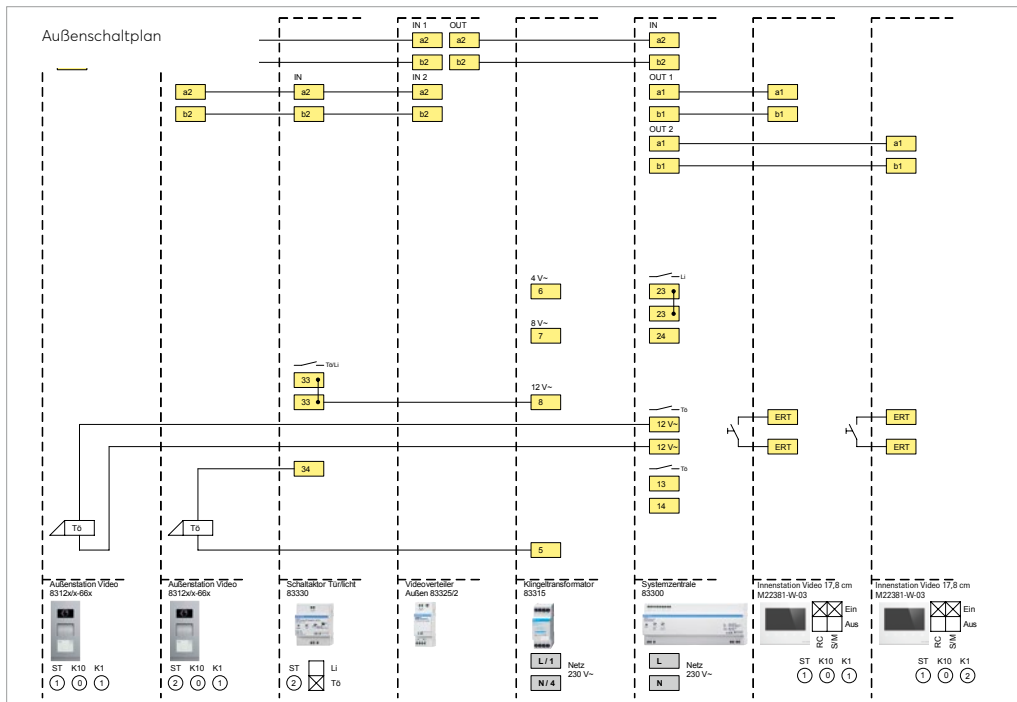 Außenschaltplan
IN 1 OUT IN
a2 a2 a2
b2 b2 b2
IN IN 2 OUT 1
a2 a2 a2 a1 a1
b2 b2 b2 b1 b1
OUT 2
a1 a1
b1 b1
4 V~ Li
6 23
23
8 V~
7 24
Tö/Li
33
12 V~
33 8
Tö
12 V~ ERT ERT
12 V~ ERT ERT
Tö
34 13
14
Tö Tö
5
Außenstation Video
8312x/x-66x
ST K10 K1
1 0 1
Außenstation Video
8312x/x-66x
ST K10 K1
2 0 1
Schaltaktor Tür/licht
83330
ST Li
2 Tö
Videoverteiler
Außen 83325/2
Klingeltransformator
83315
L / 1 Netz
N / 4 230 V~
Systemzentrale
83300
L Netz
N 230 V~
Innenstation Video 17,8 cm
M22381-W-03
Ein
Aus
RC S/M
ST K10 K1
1 0 1
Innenstation Video 17,8 cm
M22381-W-03
Ein
Aus
RC S/M
ST K10 K1
1 0 2